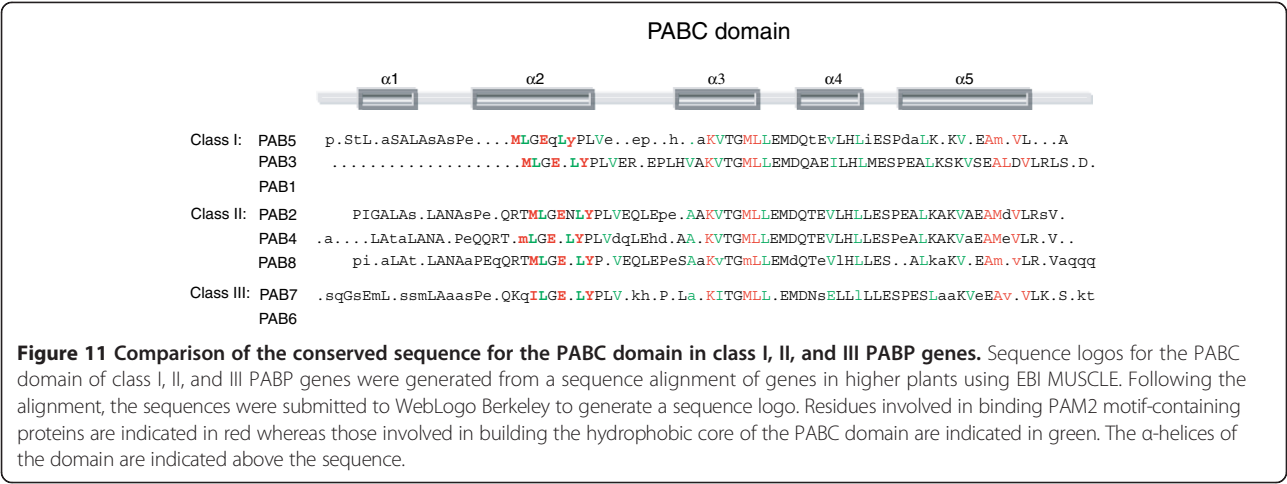 PABC domain
α1 α2 α3 α4 α5
Class I: PAB5 p.StL.aSALAsAsPe....MLGEqLyPLVe..ep..h..aKVTGMLLEMDQtEvLHLiESPdaLK.KV.EAm.VL...A
PAB3 ...................MLGE.LYPLVER.EPLHVAKVTGMLLEMDQAEILHLMESPEALKSKVSEALDVLRLS.D.
PAB1
Class II: PAB2 PIGALAs.LANAsPe.QRTMLGENLYPLVEQLEpe.AAKVTGMLLEMDQTEVLHLLESPEALKAKVAEAMdVLRsV.
PAB4 .a....LAtaLANA.PeQQRT.mLGE.LYPLVdqLEhd.AA.KVTGMLLEMDQTEVLHLLESPeALKAKVaEAMeVLR.V..
PAB8 pi.aLAt.LANAaPEqQRTMLGE.LYP.VEQLEPeSAaKvTGmLLEMdQTeVlHLLES..ALkaKV.EAm.vLR.Vaqqq
Class III: PAB7 .sqGsEmL.ssmLAaasPe.QKqILGE.LYPLV.kh.P.La.KITGMLL.EMDNsELLlLLESPESLaaKVeEAv.VLK.S.kt
PAB6
Figure 11 Comparison of the conserved sequence for the PABC domain in class I, II, and III PABP genes. Sequence logos for the PABC
domain of class I, II, and III PABP genes were generated from a sequence alignment of genes in higher plants using EBI MUSCLE. Following the
alignment, the sequences were submitted to WebLogo Berkeley to generate a sequence logo. Residues involved in binding PAM2 motif-containing
proteins are indicated in red whereas those involved in building the hydrophobic core of the PABC domain are indicated in green. The α-helices of
the domain are indicated above the sequence.